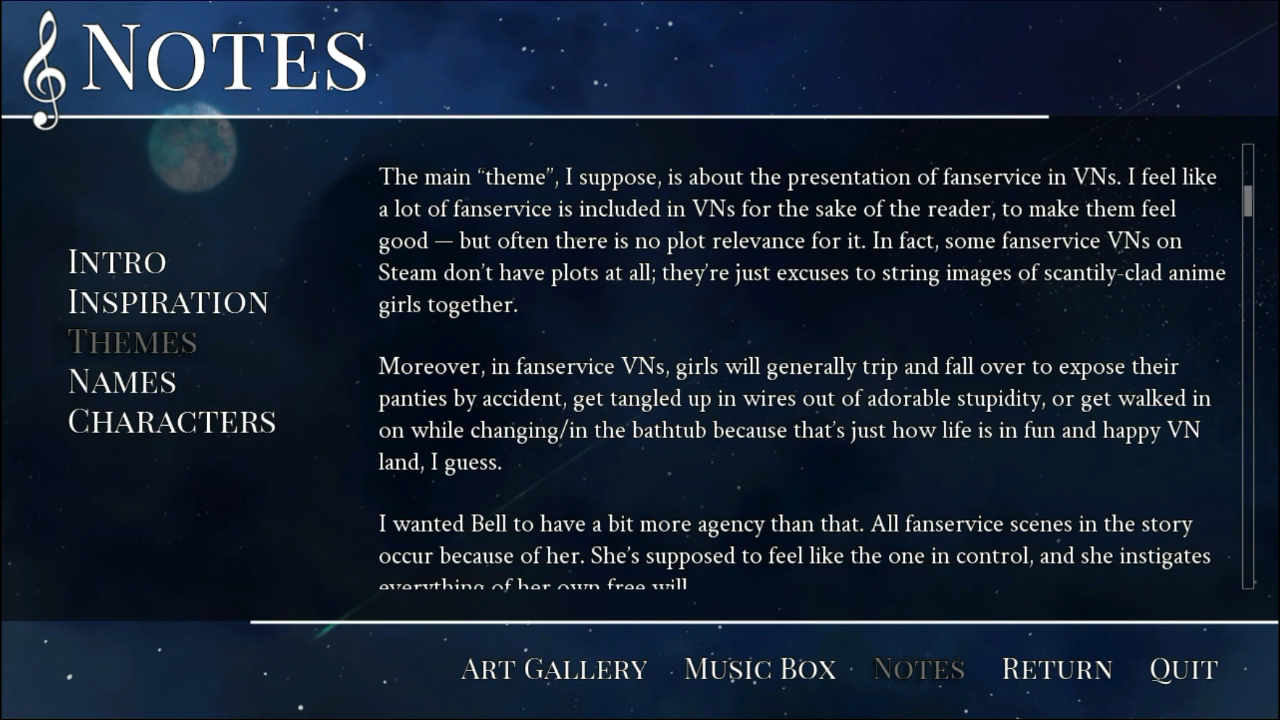 NOTES
INTRO
INSPIRATION
THEMES
NAMES
CHARACTERS
The main “theme”, I suppose, is about the presentation of fanservice in VNs. I feel like
a lot of fanservice is included in VNs for the sake of the reader, to make them feel
good — but often there is no plot relevance for it. In fact, some fanservice VNs on
Steam don’t have plots at all; they’re just excuses to string images of scantily-clad anime
girls together.
Moreover, in fanservice VNs, girls will generally trip and fall over to expose their
panties by accident, get tangled up in wires out of adorable stupidity, or get walked in
on while changing/in the bathtub because that’s just how life is in fun and happy VN
land, I guess.
I wanted Bell to have a bit more agency than that. All fanservice scenes in the story
occur because of her. She’s supposed to feel like the one in control, and she instigates
everything of her own free will
ART GALLERY
MUSIC BOX
NOTES
RETURN
QUIT